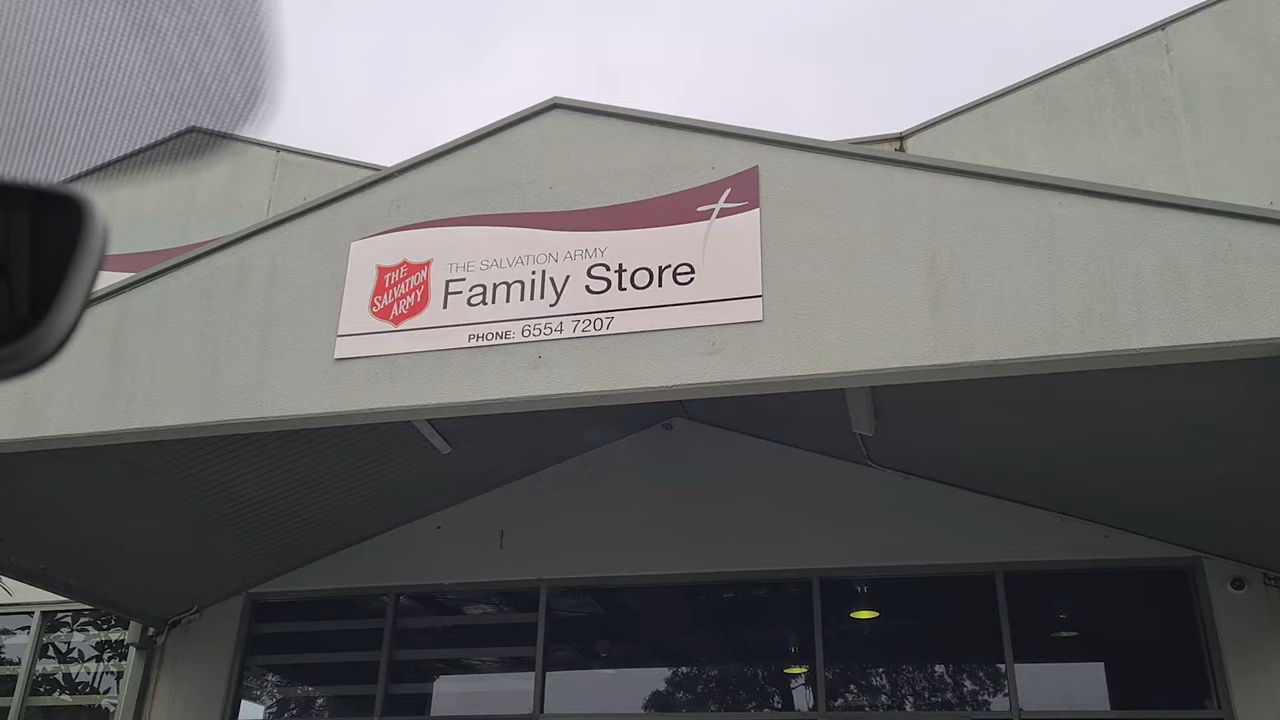 THE SALVATION ARMY
Family Store
THE
SALVATION
ARMY
PHONE: 6554 7207